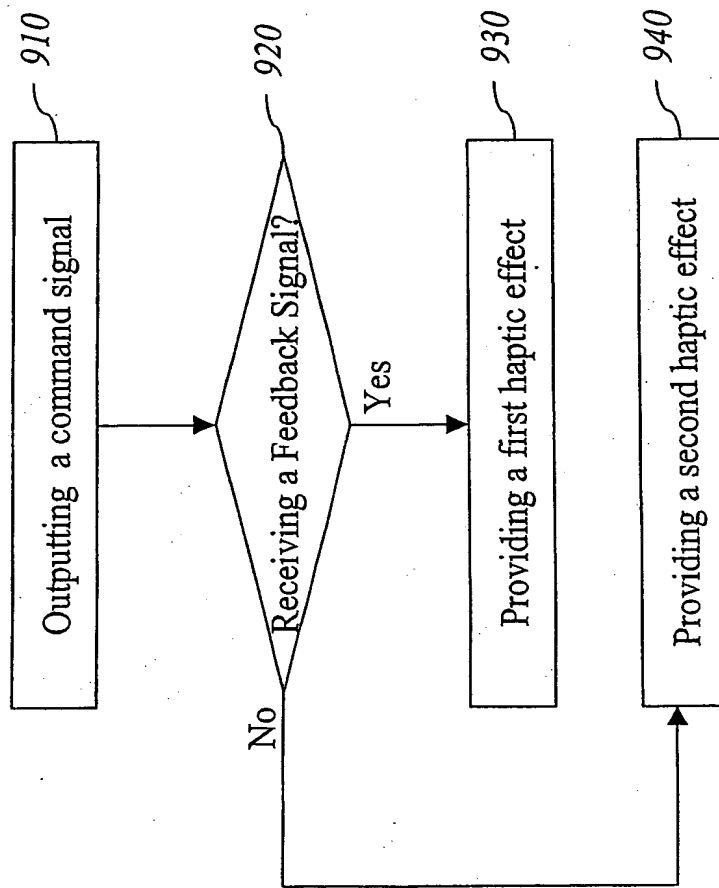 Outputting a command signal
910
Receiving a Feedback Signal?
920
No
Yes
Providing a first haptic effect
930
Providing a second haptic effect
940